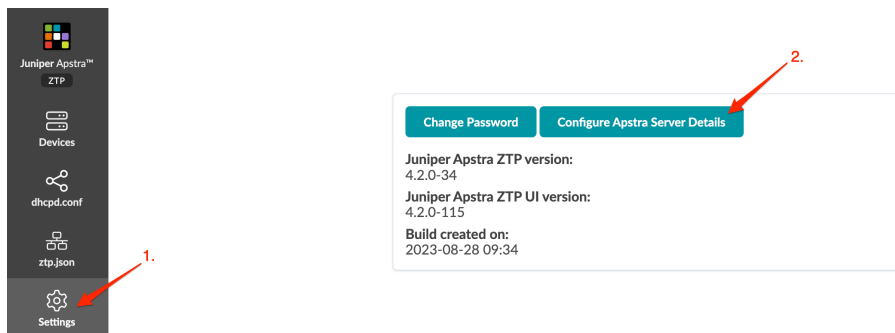 Juniper Apstra™
ZTP
Devices
dhcpd.conf
ztp.json
1.
Settings
2.
Change Password
Configure Apstra Server Details
Juniper Apstra ZTP version:
4.2.0-34
Juniper Apstra ZTP UI version:
4.2.0-115
Build created on:
2023-08-28 09:34